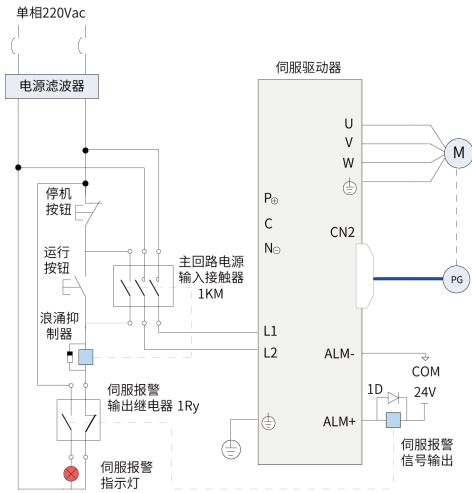 单相220Vac
电源滤波器
伺服驱动器
U
V
M
W
停机
按钮
P
C
N
CN2
运行
按钮
主回路电源
输入接触器
1KM
PG
浪涌抑
制器
L1
L2
ALM-
COM
伺服报警
输出继电器 1Ry
1D
24V
ALM+
伺服报警
信号输出
伺服报警
指示灯